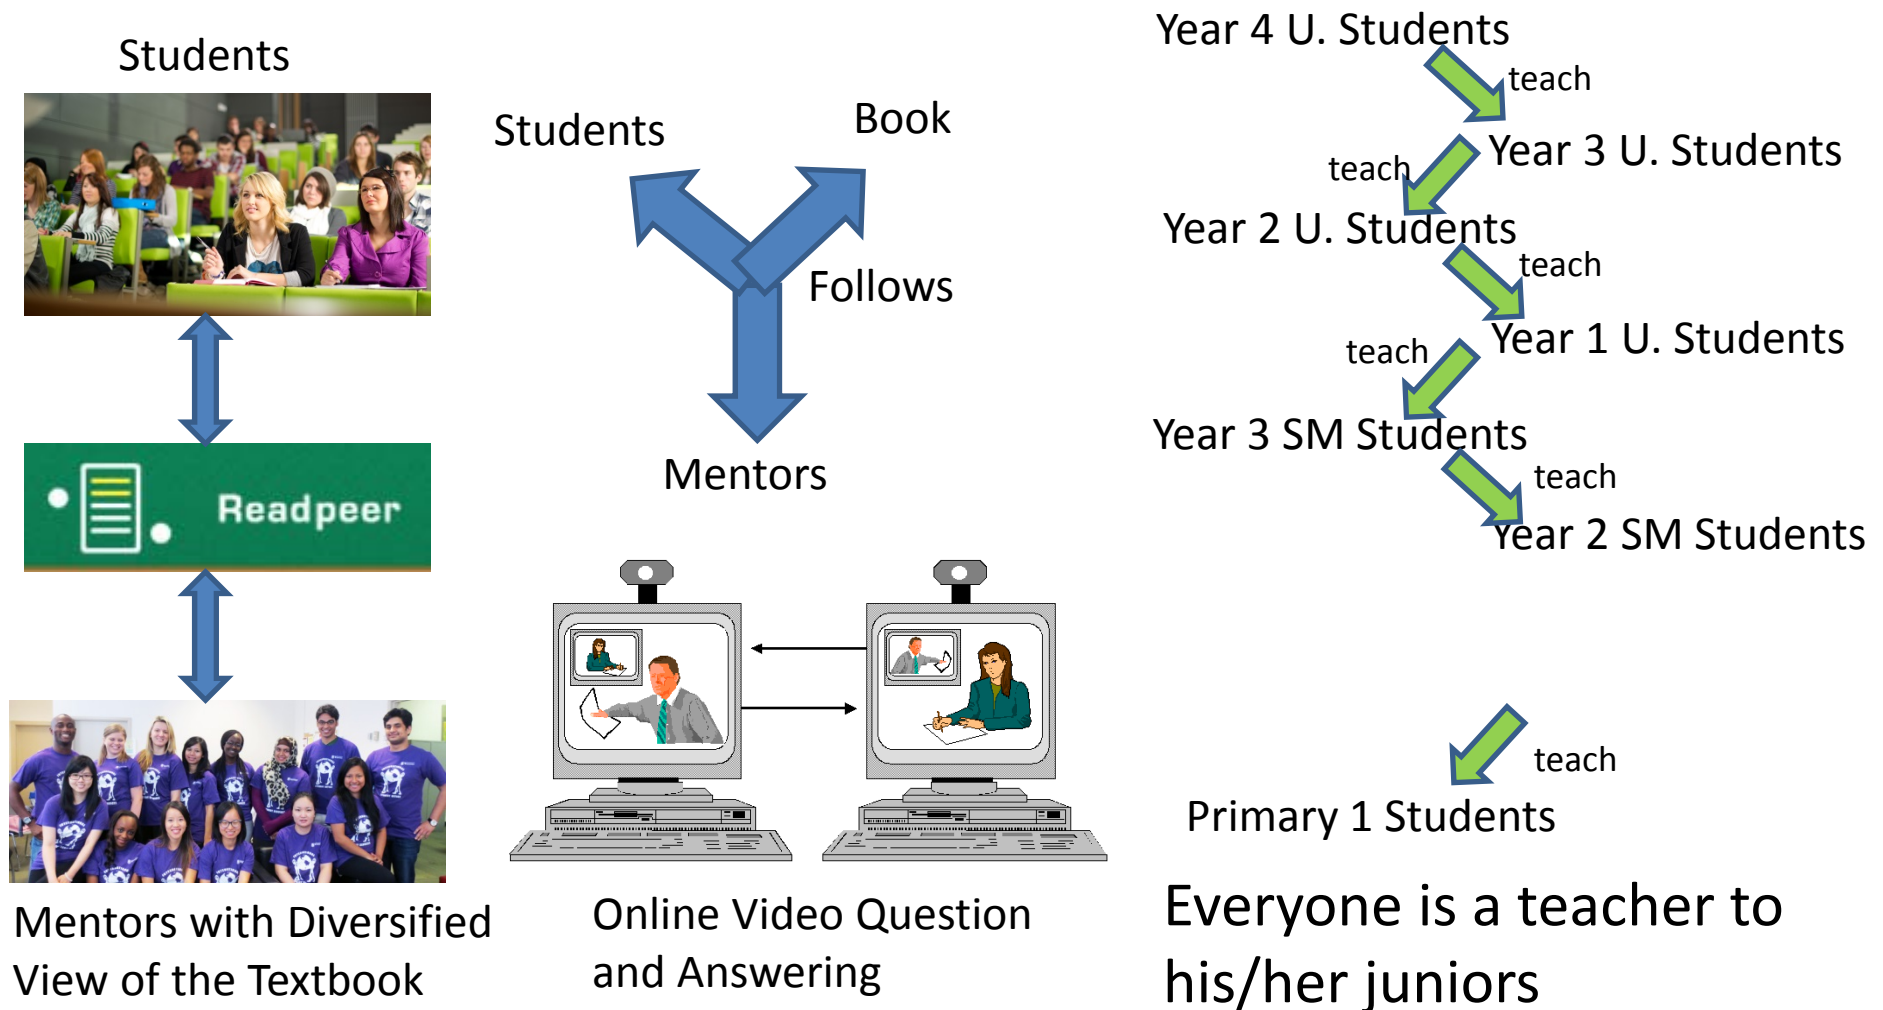 Students
Readpeer
Mentors with Diversified
View of the Textbook
Students
Book
Follows
Mentors
Online Video Question
and Answering
Year 4 U. Students
teach
Year 3 U. Students
teach
Year 2 U. Students
teach
Year 1 U. Students
teach
Year 3 SM Students
teach
Year 2 SM Students
teach
Primary 1 Students
Everyone is a teacher to
his/her juniors